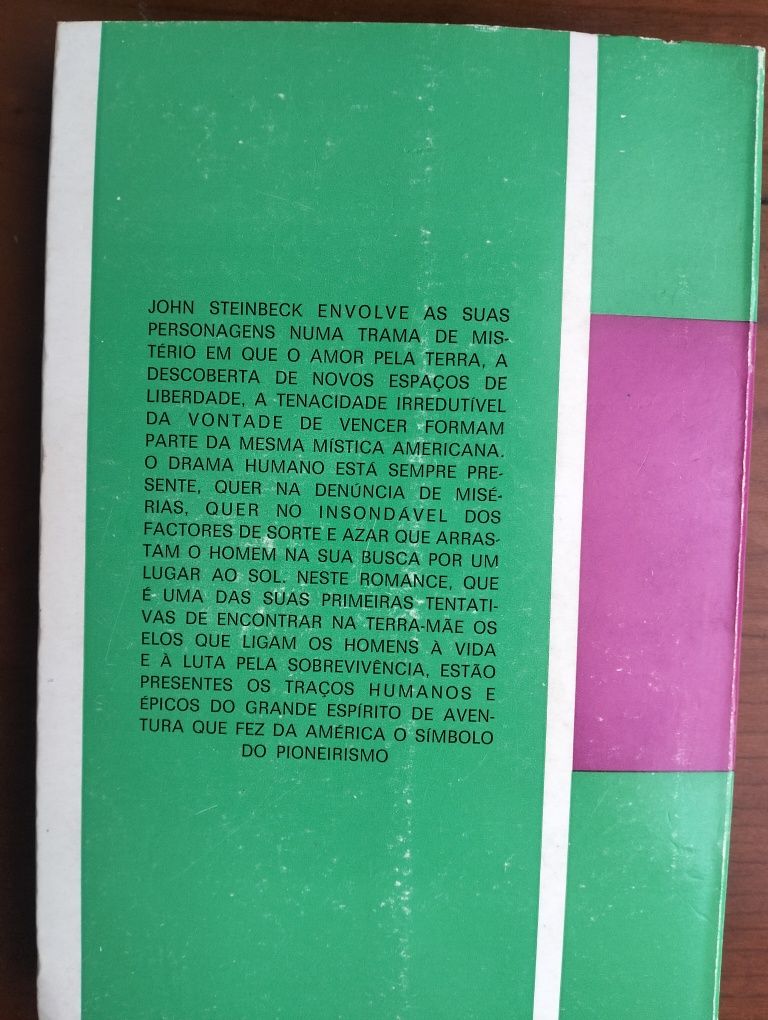 JOHN STEINBECK ENVOLVE AS SUAS
PERSONAGENS NUMA TRAMA DE MIS-
TÉRIO EM QUE O AMOR PELA TERRA, A
DESCOBERTA DE NOVOS ESPAÇOS DE
LIBERDADE, A TENACIDADE IRREDUTÍVEL
DA VONTADE DE VENCER FORMAM
PARTE DA MESMA MÍSTICA AMERICANA.
O DRAMA HUMANO ESTÁ SEMPRE PRE-
SENTE, QUER NA DENÚNCIA DE MISÉ-
RIAS, QUER NO INSONDÁVEL DOS
FACTORES DE SORTE E AZAR QUE ARRAS-
TAM O HOMEM NA SUA BUSCA POR UM
LUGAR AO SOL. NESTE ROMANCE, QUE
É UMA DAS SUAS PRIMEIRAS TENTATI-
VAS DE ENCONTRAR NA TERRA-MÃE OS
ELOS QUE LIGAM OS HOMENS À VIDA
E À LUTA PELA SOBREVIVÊNCIA, ESTÃO
PRESENTES OS TRAÇOS HUMANOS E
ÉPICOS DO GRANDE ESPÍRITO DE AVEN-
TURA QUE FEZ DA AMÉRICA O SÍMBOLO
DO PIONEIRISMO